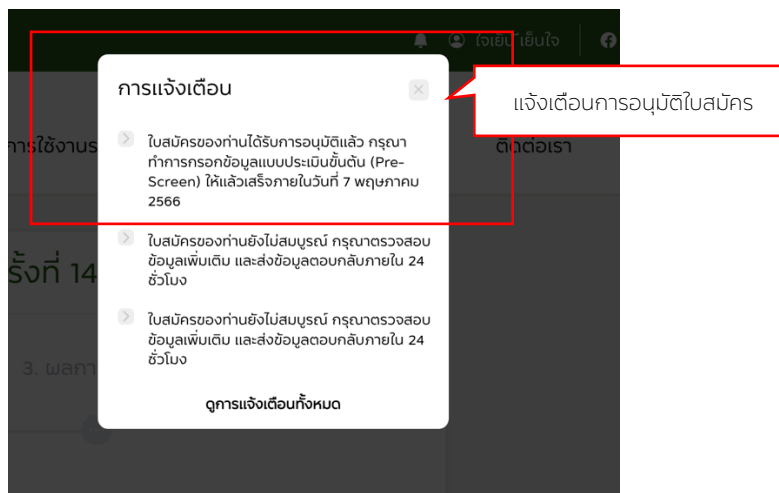 ใจเย็น เย็นใจ
การแจ้งเตือน
แจ้งเตือนการอนุมัติใบสมัคร
การใช้งานร
ติดต่อเรา
ใบสมัครของท่านได้รับการอนุมัติแล้ว กรุณา
ทำการกรอกข้อมูลแบบประเมินขั้นต้น (Pre-
Screen) ให้แล้วเสร็จภายในวันที่ 7 พฤษภาคม
2566
ใบสมัครของท่านยังไม่สมบูรณ์ กรุณาตรวจสอบ
ข้อมูลเพิ่มเติม และส่งข้อมูลตอบกลับภายใน 24
ชั่วโมง
รั้งที่ 14
ใบสมัครของท่านยังไม่สมบูรณ์ กรุณาตรวจสอบ
ข้อมูลเพิ่มเติม และส่งข้อมูลตอบกลับภายใน 24
ชั่วโมง
3. ผลกา
ดูการแจ้งเตือนทั้งหมด